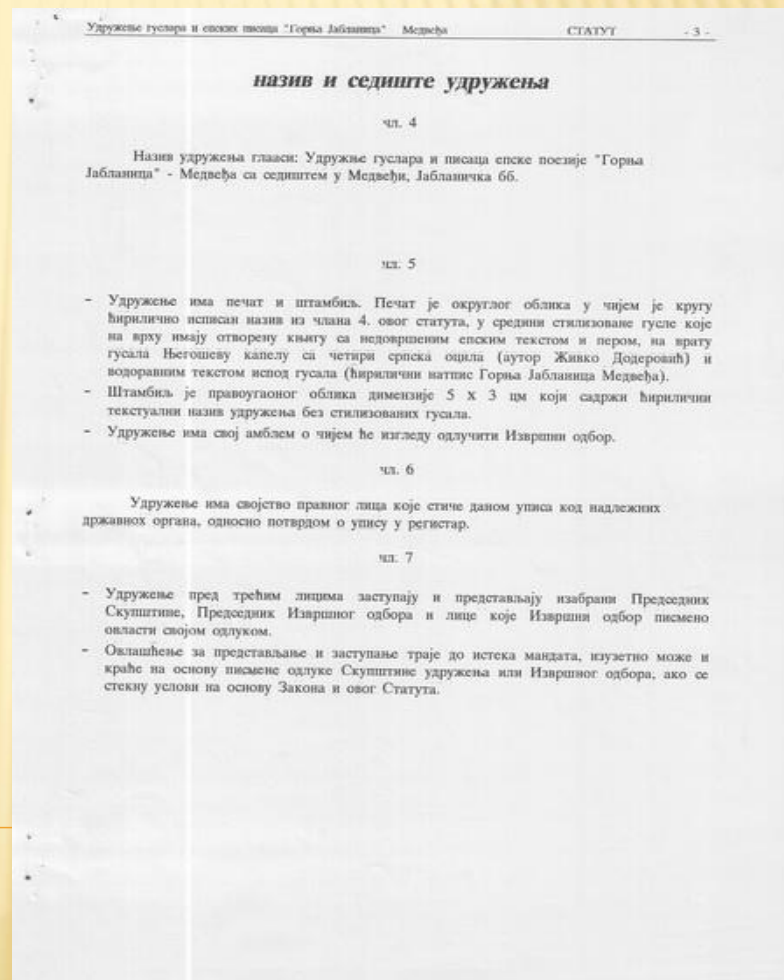 Удружење гуслара и епских писаца "Горња Јабланица" Медвеђа СТАТУТ - 3 -
назив и седиште удружења
чл. 4
Назив удружења глааси: Удружње гуслара и писаца епске поезије "Горња
Јабланица" - Медвеђа са седиштем у Медвеђи, Јабланичка бб.
чл. 5
- Удружење има печат и штамбиљ. Печат је округлог облика у чијем је кругу
ћирилично исписан назив из члана 4. овог статута, у средини стилизоване гусле које
на врху имају отворену књигу са недовршеним епским текстом и пером, на врату
гусала Његошеву капелу са четири српска оцила (аутор Живко Додеровић) и
водоравним текстом испод гусала (ћирилични натпис Горња Јабланица Медвеђа).
- Штамбиљ је правоугаоног облика димензије 5 X 3 цм који садржи ћирилични
текстуални назив удружења без стилизованих гусала.
- Удружење има свој амблем о чијем ће изгледу одлучити Извршни одбор.
чл. 6
Удружење има својство правног лица које стиче даном уписа код надлежних
државних органа, односно потврдом о упису у регистар.
чл. 7
- Удружење пред трећим лицима заступају и представљају изабрани Председник
Скупштине, Председник Извршног одбора и лице које Извршни одбор писмено
овласти својом одлуком.
- Овлашћење за представљање и заступање траје до истека мандата, изузетно може и
краће на основу писмене одлуке Скупштине удружења или Извршног одбора, ако се
стекну услови на основу Закона и овог Статута.